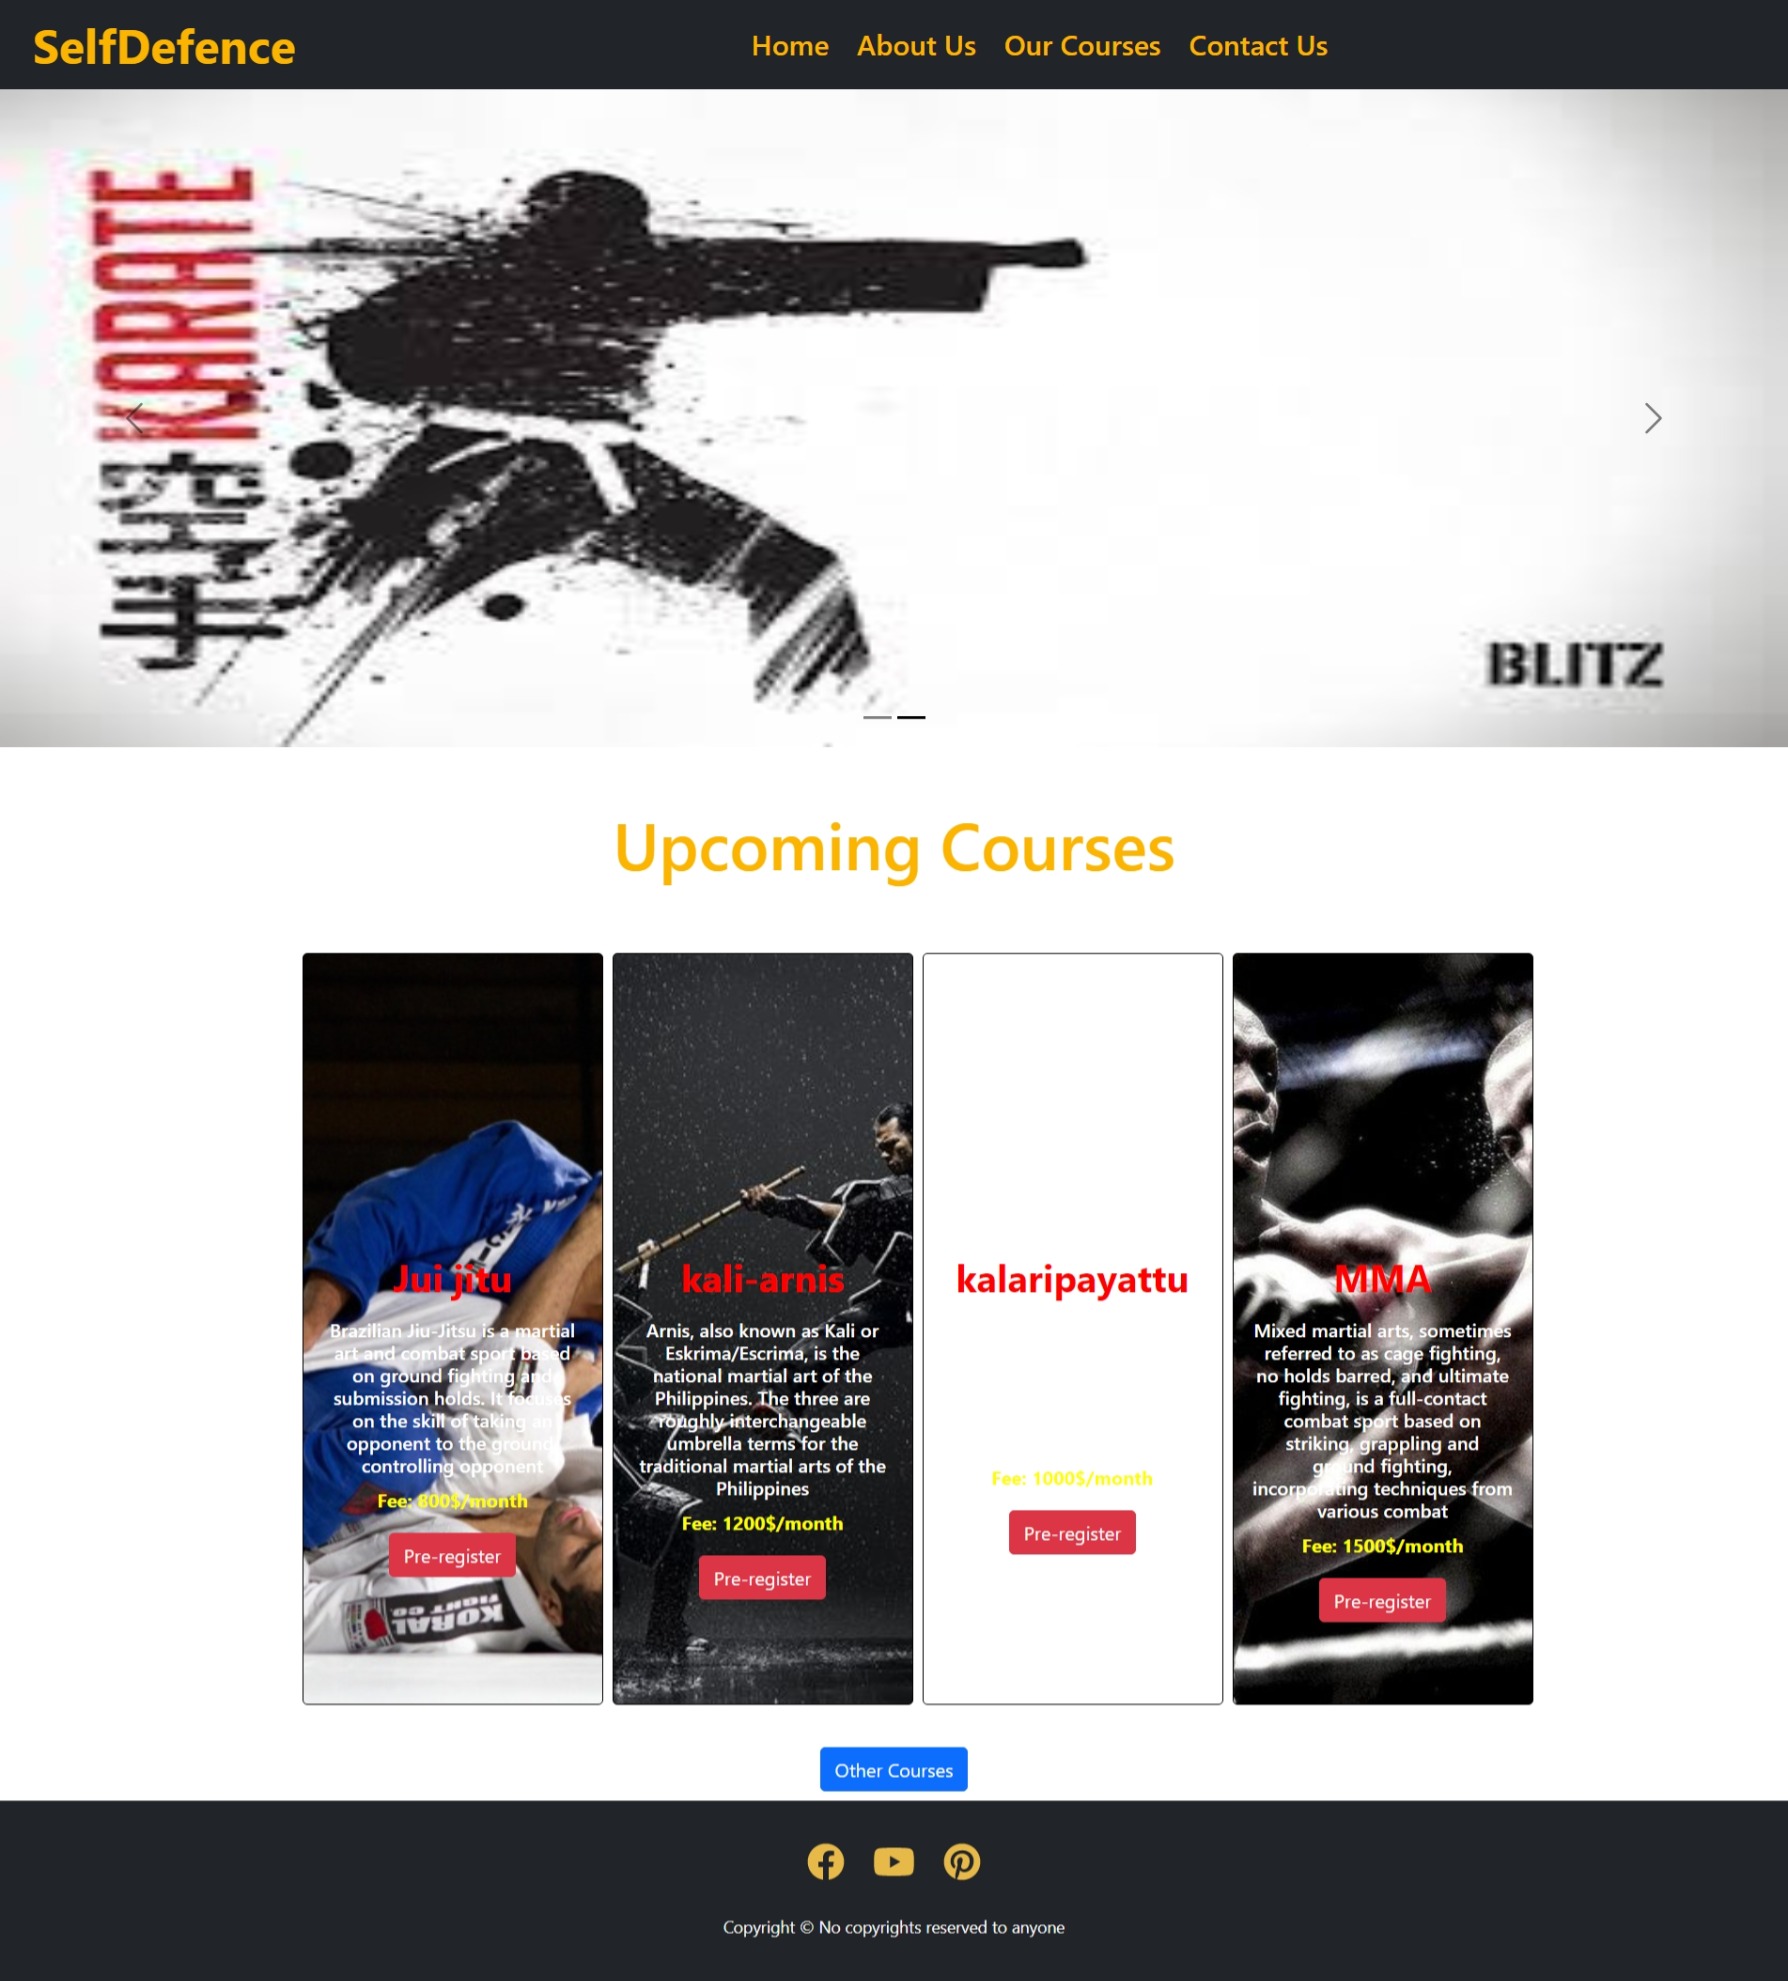 SelfDefence
Home About Us Our Courses Contact Us
KARATE
BLITZ
Upcoming Courses
Jui jitu
Brazilian Jiu-Jitsu is a martial
art and combat sport based
on ground fighting and
submission holds. It focuses
on the skill of taking an
opponent to the ground,
controlling opponent
Fee: 800$/month
Pre-register
KORAL
FIGHT CO.
kali-arnis
Arnis, also known as Kali or
Eskrima/Escrima, is the
national martial art of the
Philippines. The three are
roughly interchangeable
umbrella terms for the
traditional martial arts of the
Philippines
Fee: 1200$/month
Pre-register
kalaripayattu
Fee: 1000$/month
Pre-register
MMA
Mixed martial arts, sometimes
referred to as cage fighting,
no holds barred, and ultimate
fighting, is a full-contact
combat sport based on
striking, grappling and
ground fighting,
incorporating techniques from
various combat
Fee: 1500$/month
Pre-register
Other Courses
Copyright © No copyrights reserved to anyone